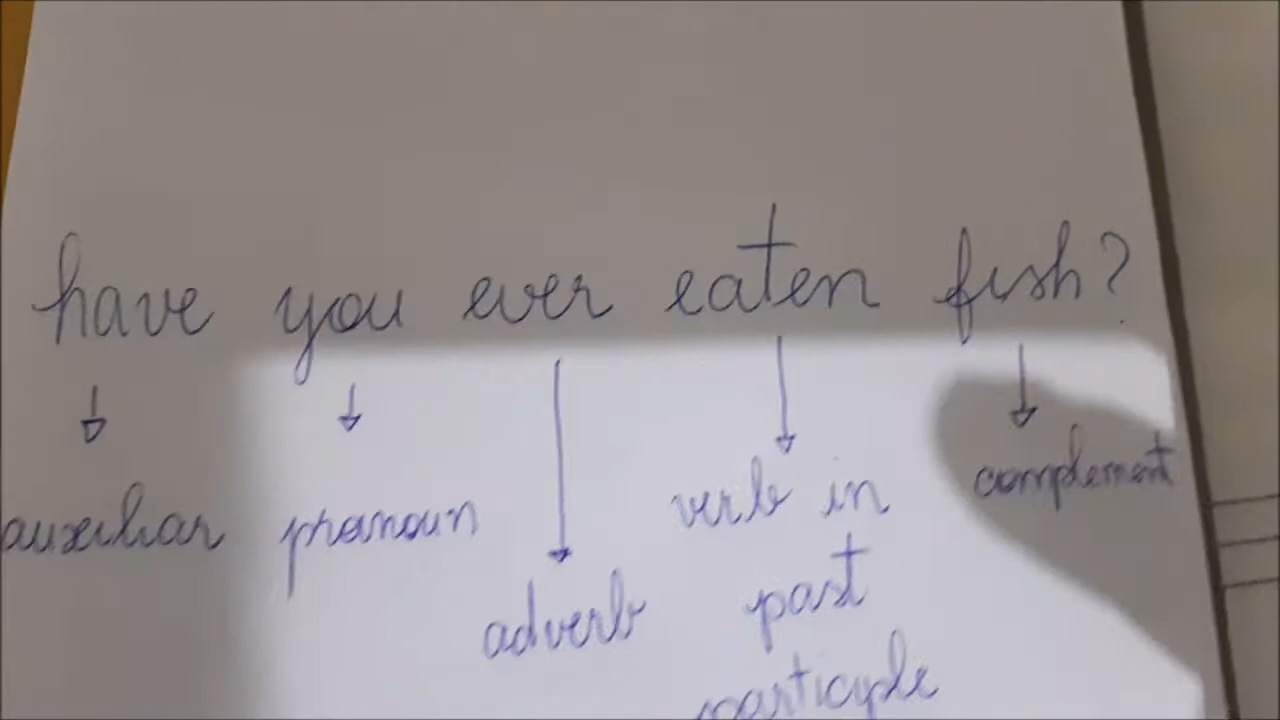 have you ever eaten fish?
auxiliar pronoun adverb verb in past participle complement